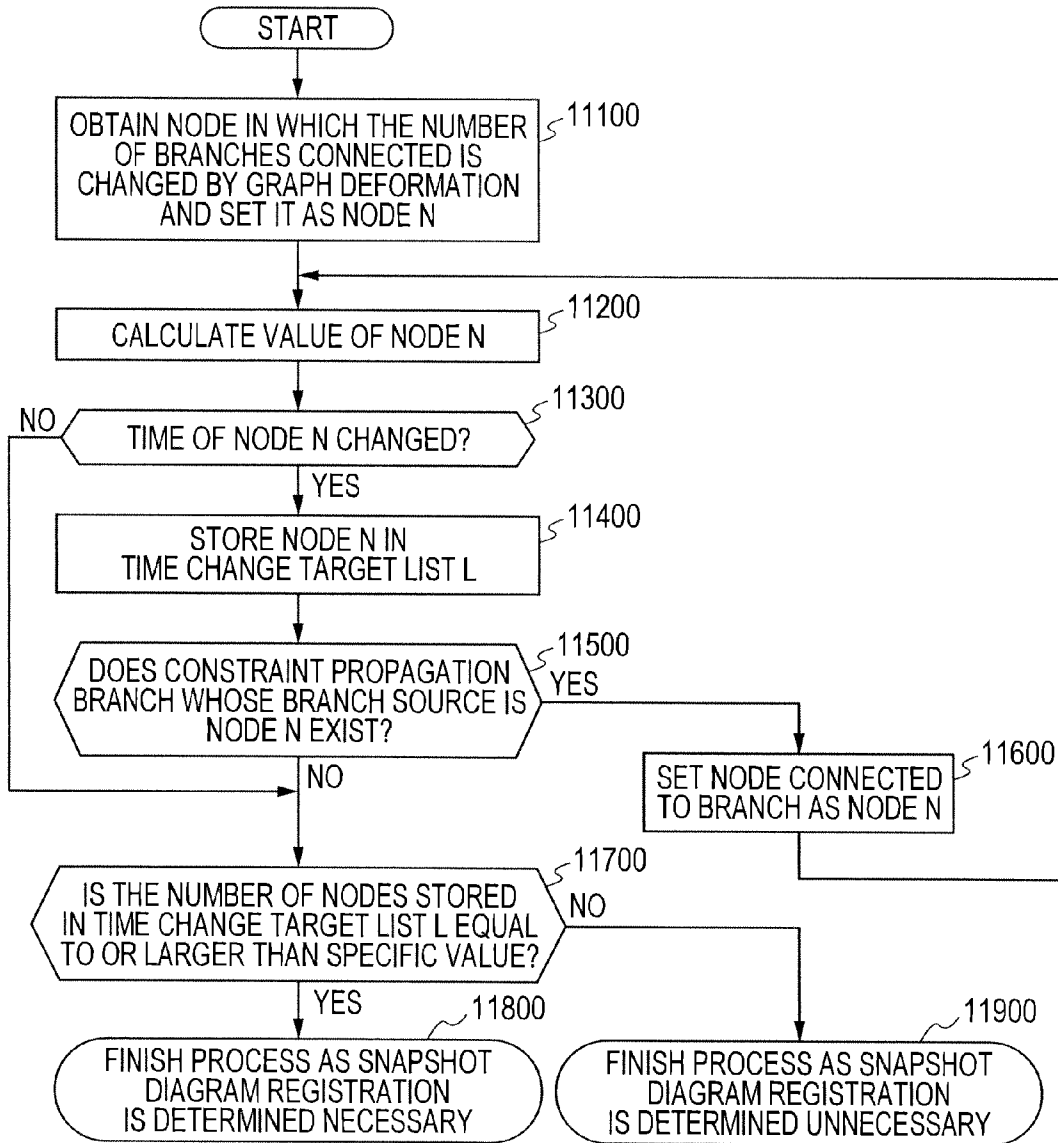 START
11100
OBTAIN NODE IN WHICH THE NUMBER
OF BRANCHES CONNECTED IS
CHANGED BY GRAPH DEFORMATION
AND SET IT AS NODE N
11200
CALCULATE VALUE OF NODE N
11300
NO
TIME OF NODE N CHANGED?
YES
11400
STORE NODE N IN
TIME CHANGE TARGET LIST L
11500
DOES CONSTRAINT PROPAGATION
BRANCH WHOSE BRANCH SOURCE IS
NODE N EXIST?
YES
NO
11600
SET NODE CONNECTED
TO BRANCH AS NODE N
11700
IS THE NUMBER OF NODES STORED
IN TIME CHANGE TARGET LIST L EQUAL
TO OR LARGER THAN SPECIFIC VALUE?
NO
YES
11800
FINISH PROCESS AS SNAPSHOT
DIAGRAM REGISTRATION
IS DETERMINED NECESSARY
11900
FINISH PROCESS AS SNAPSHOT
DIAGRAM REGISTRATION
IS DETERMINED UNNECESSARY